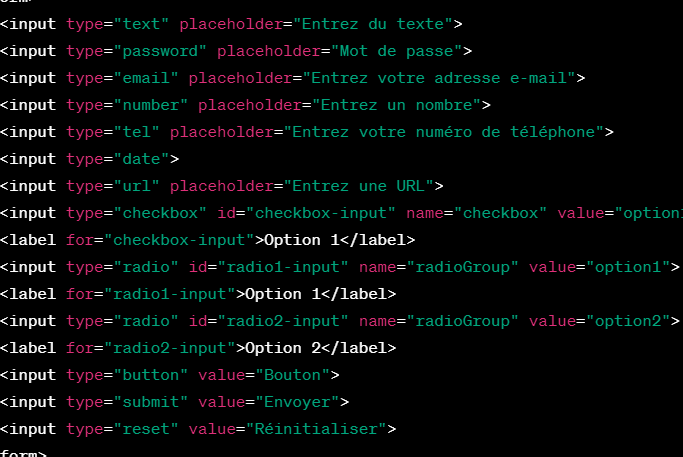 <input type="text" placeholder="Entrez du texte">
<input type="password" placeholder="Mot de passe">
<input type="email" placeholder="Entrez votre adresse e-mail">
<input type="number" placeholder="Entrez un nombre">
<input type="tel" placeholder="Entrez votre numéro de téléphone">
<input type="date">
<input type="url" placeholder="Entrez une URL">
<input type="checkbox" id="checkbox-input" name="checkbox" value="option
<label for="checkbox-input">Option 1</label>
<input type="radio" id="radio1-input" name="radioGroup" value="option1">
<label for="radio1-input">Option 1</label>
<input type="radio" id="radio2-input" name="radioGroup" value="option2">
<label for="radio2-input">Option 2</label>
<input type="button" value="Bouton">
<input type="submit" value="Envoyer">
<input type="reset" value="Réinitialiser">
form>